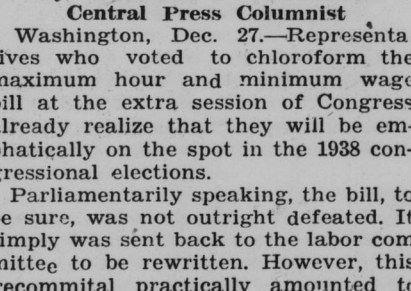 Central Press Columnist
Washington, Dec. 27.—Representa
ives who voted to chloroform the
maximum hour and minimum wage
bill at the extra session of Congress
already realize that they will be em-
phatically on the spot in the 1938 con-
gressional elections.
Parliamentarily speaking, the bill, to
be sure, was not outright defeated. It
simply was sent back to the labor com
mittee to be rewritten. However, this
recommital practically amounted to